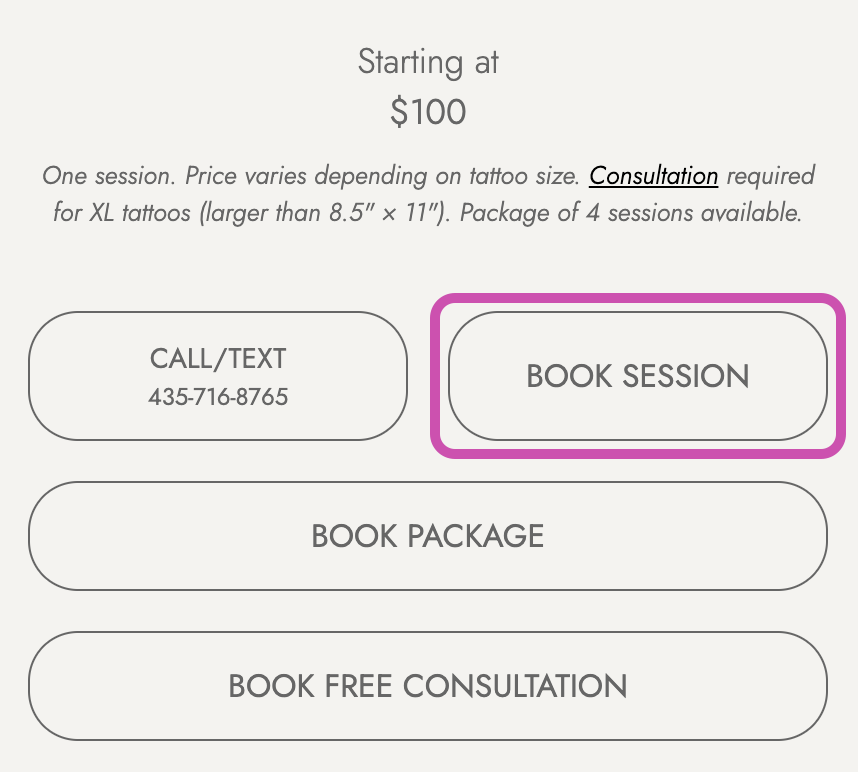 Starting at
$100
One session. Price varies depending on tattoo size. Consultation required
for XL tattoos (larger than 8.5" × 11"). Package of 4 sessions available.
CALL/TEXT
435-716-8765
BOOK SESSION
BOOK PACKAGE
BOOK FREE CONSULTATION